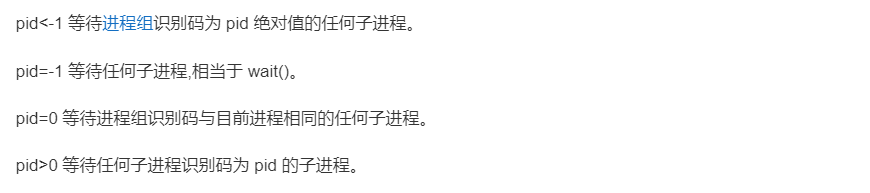 pid<-1 等待进程组识别码为 pid 绝对值的任何子进程。
pid=-1 等待任何子进程,相当于 wait()。
pid=0 等待进程组识别码与目前进程相同的任何子进程。
pid>0 等待任何子进程识别码为 pid 的子进程。